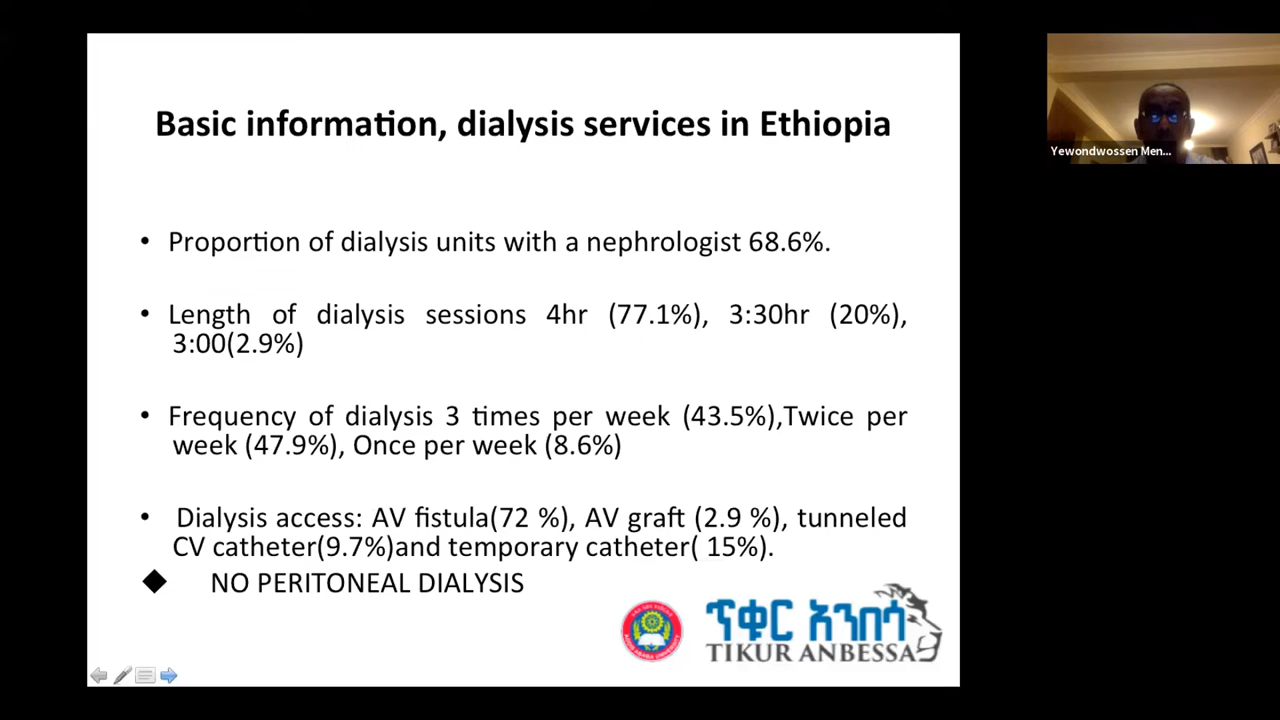 Basic information, dialysis services in Ethiopia
• Proportion of dialysis units with a nephrologist 68.6%.
• Length of dialysis sessions 4hr (77.1%), 3:30hr (20%),
3:00(2.9%)
• Frequency of dialysis 3 times per week (43.5%),Twice per
week (47.9%), Once per week (8.6%)
• Dialysis access: AV fistula(72 %), AV graft (2.9 %), tunneled
CV catheter(9.7%)and temporary catheter( 15%).
◆ NO PERITONEAL DIALYSIS
ጥቁር አንበሳ
TIKUR ANBESSA
Yewondwossen Men...